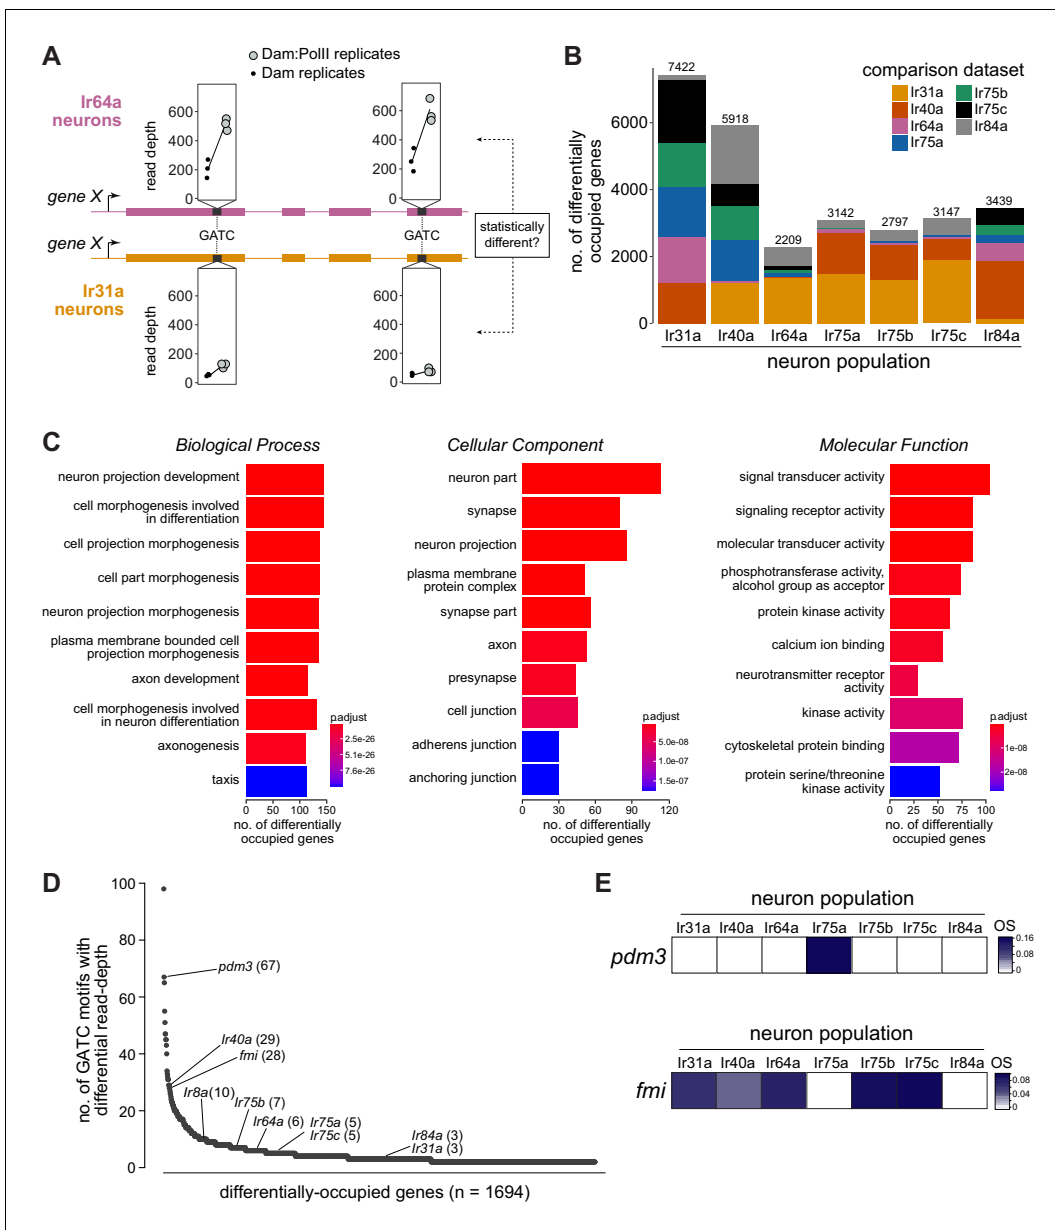 A
Dam:PolII replicates
Dam replicates
Ir64a
neurons
read depth
600
400
200
0
600
400
200
0
gene X
GATC
GATC
statistically
different?
gene X
Ir31a
neurons
read depth
600
400
200
0
600
400
200
0
B
comparison dataset
Ir31a
Ir40a
Ir64a
Ir75a
Ir75b
Ir75c
Ir84a
no. of differentially
occupied genes
6000
4000
2000
0
7422
5918
2209
3142
2797
3147
3439
Ir31a Ir40a Ir64a Ir75a Ir75b Ir75c Ir84a
neuron population
C
Biological Process
neuron projection development
cell morphogenesis involved
in differentiation
cell projection morphogenesis
cell part morphogenesis
neuron projection morphogenesis
plasma membrane bounded cell
projection morphogenesis
axon development
cell morphogenesis involved
in neuron differentiation
axonogenesis
taxis
p.adjust
2.5e-26
5.1e-26
7.6e-26
0 50 100 150
no. of differentially
occupied genes
Cellular Component
neuron part
synapse
neuron projection
plasma membrane
protein complex
synapse part
axon
presynapse
cell junction
adherens junction
anchoring junction
p.adjust
5.0e-08
1.0e-07
1.5e-07
0 30 60 90 120
no. of differentially
occupied genes
Molecular Function
signal transducer activity
signaling receptor activity
molecular transducer activity
phosphotransferase activity,
alcohol group as acceptor
protein kinase activity
calcium ion binding
neurotransmitter receptor
activity
kinase activity
cytoskeletal protein binding
protein serine/threonine
kinase activity
p.adjust
1e-08
2e-08
0 25 50 75 100
no. of differentially
occupied genes
D
no. of GATC motifs with
differential read-depth
100
80
60
40
20
0
pdm3 (67)
Ir40a (29)
fmi (28)
Ir8a(10)
Ir75b (7)
Ir64a (6)
Ir75a (5)
Ir75c (5)
Ir84a (3)
Ir31a (3)
differentially-occupied genes (n = 1694)
E
neuron population
Ir31a Ir40a Ir64a Ir75a Ir75b Ir75c Ir84a
OS
pdm3
0.16
0.08
0
neuron population
Ir31a Ir40a Ir64a Ir75a Ir75b Ir75c Ir84a
OS
fmi
0.08
0.04
0